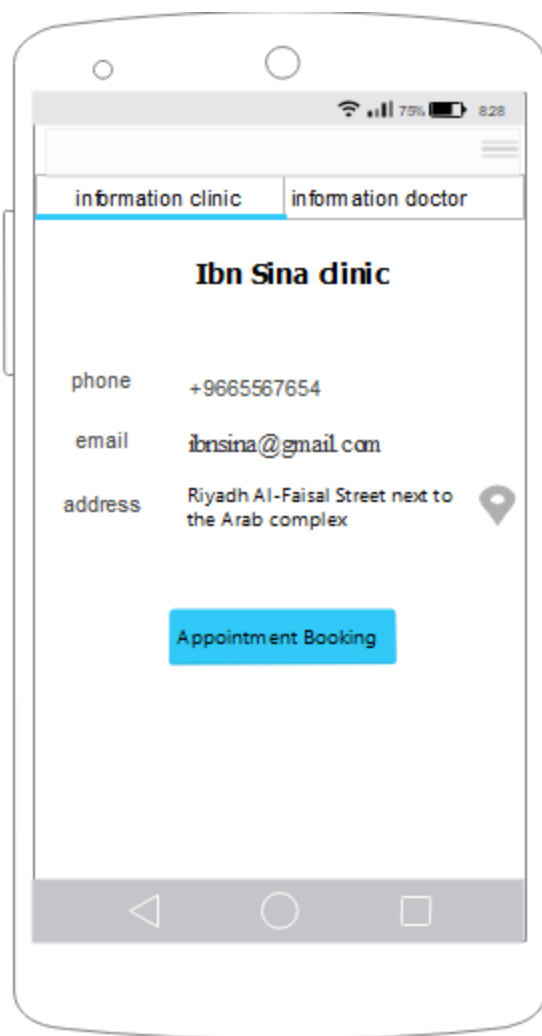 75% 8:28
information clinic information doctor
Ibn Sina clinic
phone +9665567654
email ibnsina@gmail.com
address Riyadh Al-Faisal Street next to
the Arab complex
Appointment Booking